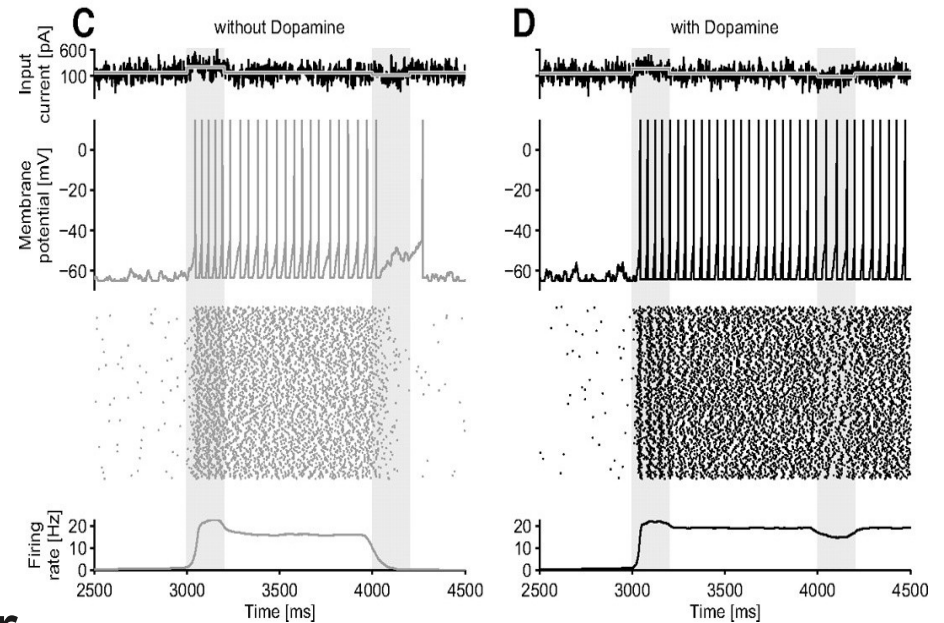 C
without Dopamine
D
with Dopamine
Input
current [pA]
600
100
Membrane
potential [mV]
0
−20
−40
−60
0
−20
−40
−60
Firing
rate [Hz]
20
10
0
20
10
0
2500 3000 3500 4000 4500
Time [ms]
2500 3000 3500 4000 4500
Time [ms]